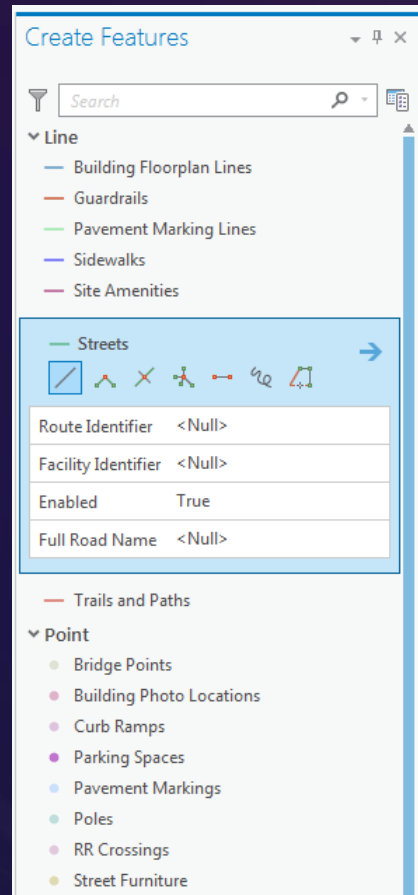 Create Features
Search
Line
Building Floorplan Lines
Guardrails
Pavement Marking Lines
Sidewalks
Site Amenities
Streets
Route Identifier <Null>
Facility Identifier <Null>
Enabled True
Full Road Name <Null>
Trails and Paths
Point
Bridge Points
Building Photo Locations
Curb Ramps
Parking Spaces
Pavement Markings
Poles
RR Crossings
Street Furniture